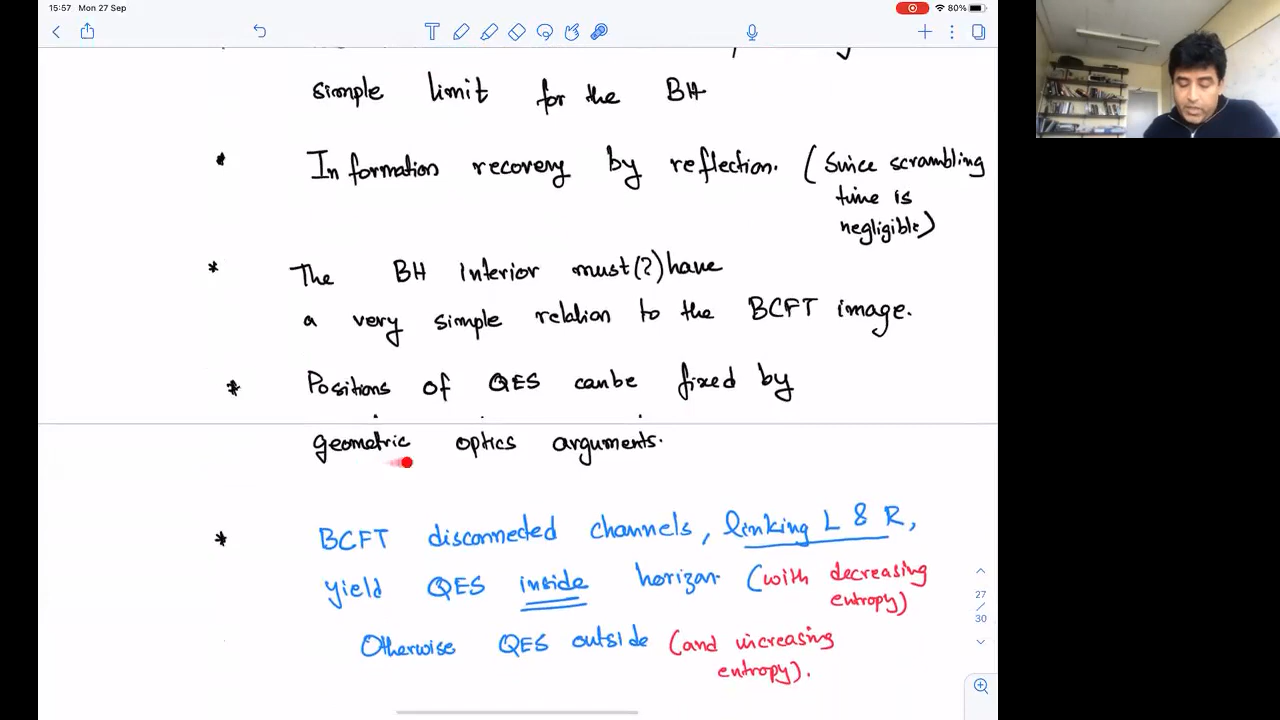 15:57 Mon 27 Sep
80%
simple limit for the BH
* Information recovery by reflection. (Since scrambling
time is
negligible)
* The BH interior must(?) have
a very simple relation to the BCFT image.
* Positions of QES can be fixed by
geometric optics arguments.
* BCFT disconnected channels, linking L & R,
yield QES inside horizon (with decreasing
entropy)
Otherwise QES outside (and increasing
entropy).
27
/
30